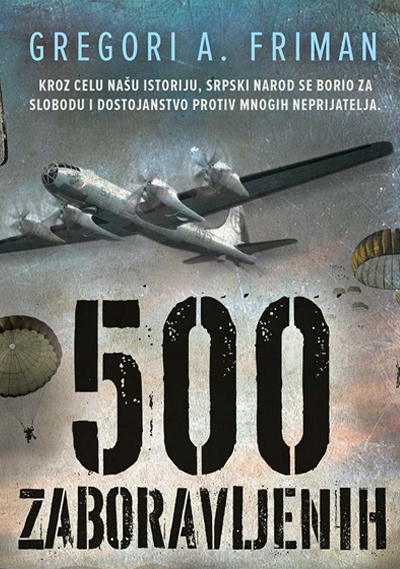 GREGORI A. FRIMAN
KROZ CELU NAŠU ISTORIJU, SRPSKI NAROD SE BORIO ZA
SLOBODU I DOSTOJANSTVO PROTIV MNOGIH NEPRIJATELJA.
500
ZABORAVLJENIH